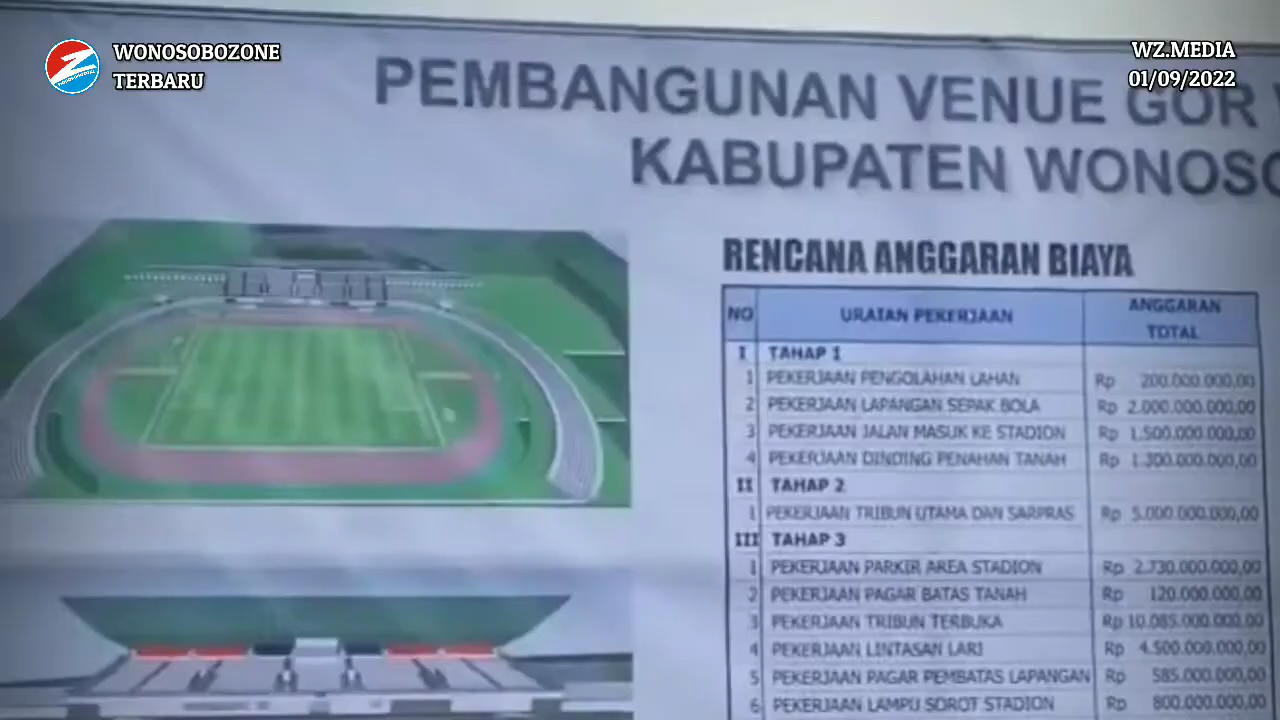 WONOSOBOZONE
TERBARU
WZ.MEDIA
01/09/2022
PEMBANGUNAN VENUE GOR
KABUPATEN WONOSO
RENCANA ANGGARAN BIAYA
NO URAIAN PEKERJAAN ANGGARAN TOTAL
I TAHAP 1
1 PEKERJAAN PENGOLAHAN LAHAN Rp 200.000.000,00
2 PEKERJAAN LAPANGAN SEPAK BOLA Rp 2.000.000.000,00
3 PEKERJAAN JALAN MASUK KE STADION Rp 1.500.000.000,00
4 PEKERJAAN DINDING PENAHAN TANAH Rp 1.300.000.000,00
II TAHAP 2
1 PEKERJAAN TRIBUN UTAMA DAN SARPRAS Rp 5.000.000.000,00
III TAHAP 3
1 PEKERJAAN PARKIR AREA STADION Rp 2.730.000.000,00
2 PEKERJAAN PAGAR BATAS TANAH Rp 120.000.000,00
3 PEKERJAAN TRIBUN TERBUKA Rp 10.085.000.000,00
4 PEKERJAAN LINTASAN LARI Rp 4.500.000.000,00
5 PEKERJAAN PAGAR PEMBATAS LAPANGAN Rp 585.000.000,00
6 PEKERJAAN LAMPU SOROT STADION Rp 800.000.000,00